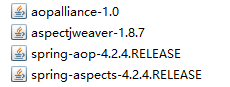 aopalliance-1.0
aspectjweaver-1.8.7
spring-aop-4.2.4.RELEASE
spring-aspects-4.2.4.RELEASE